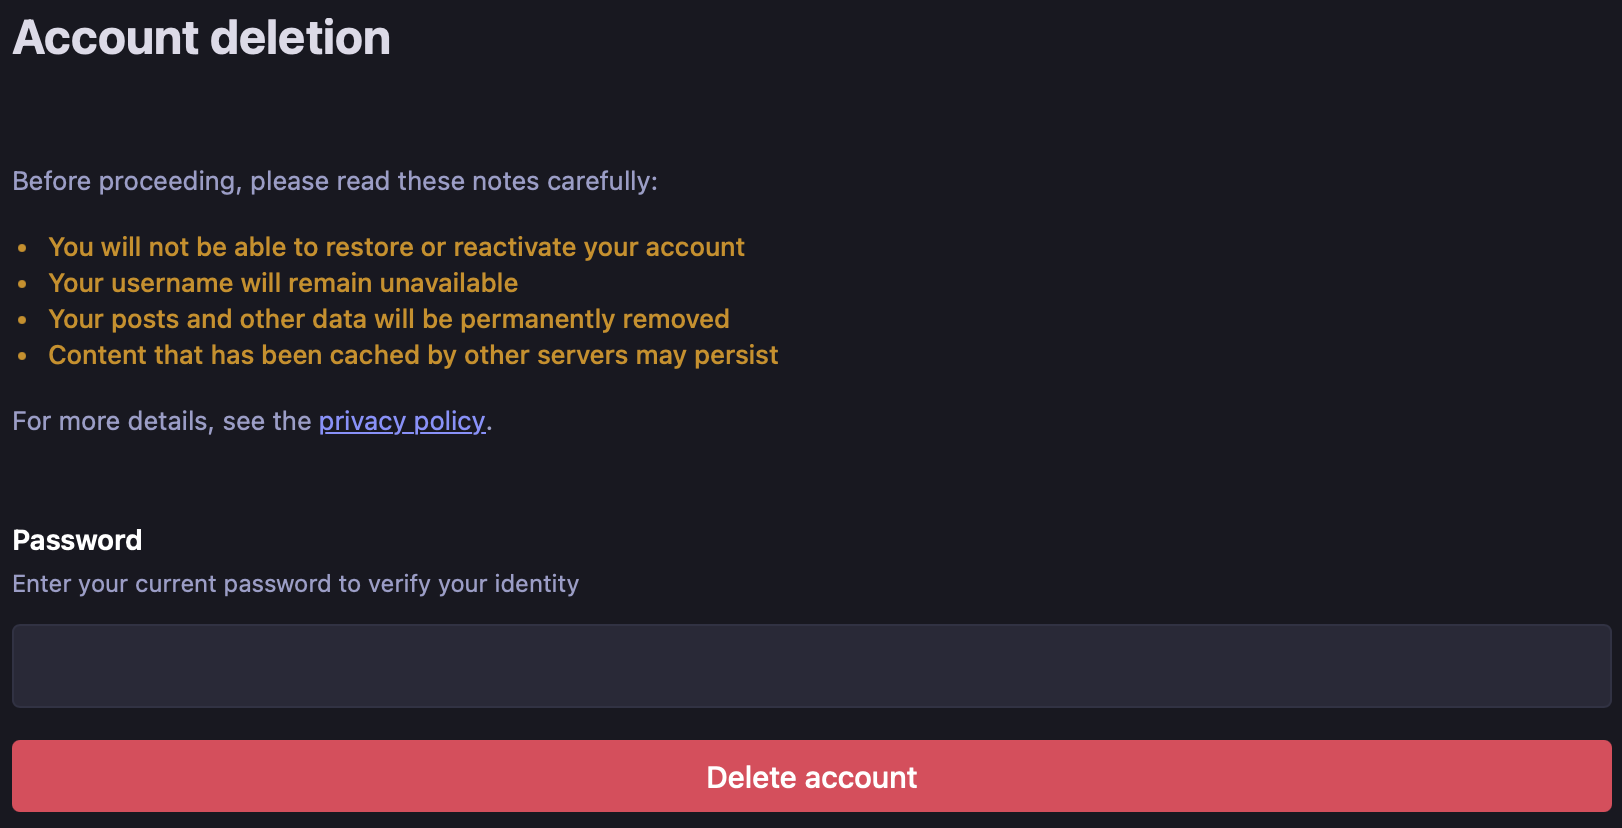 Account deletion
Before proceeding, please read these notes carefully:
• You will not be able to restore or reactivate your account
• Your username will remain unavailable
• Your posts and other data will be permanently removed
• Content that has been cached by other servers may persist
For more details, see the privacy policy.
Password
Enter your current password to verify your identity
Delete account